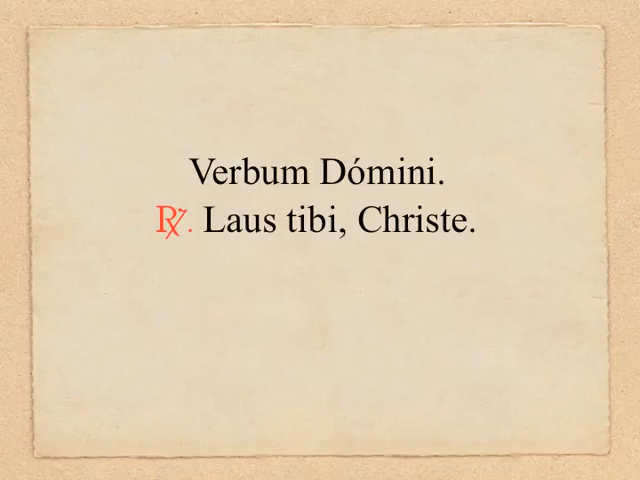 Verbum Dómini.
℟. Laus tibi, Christe.